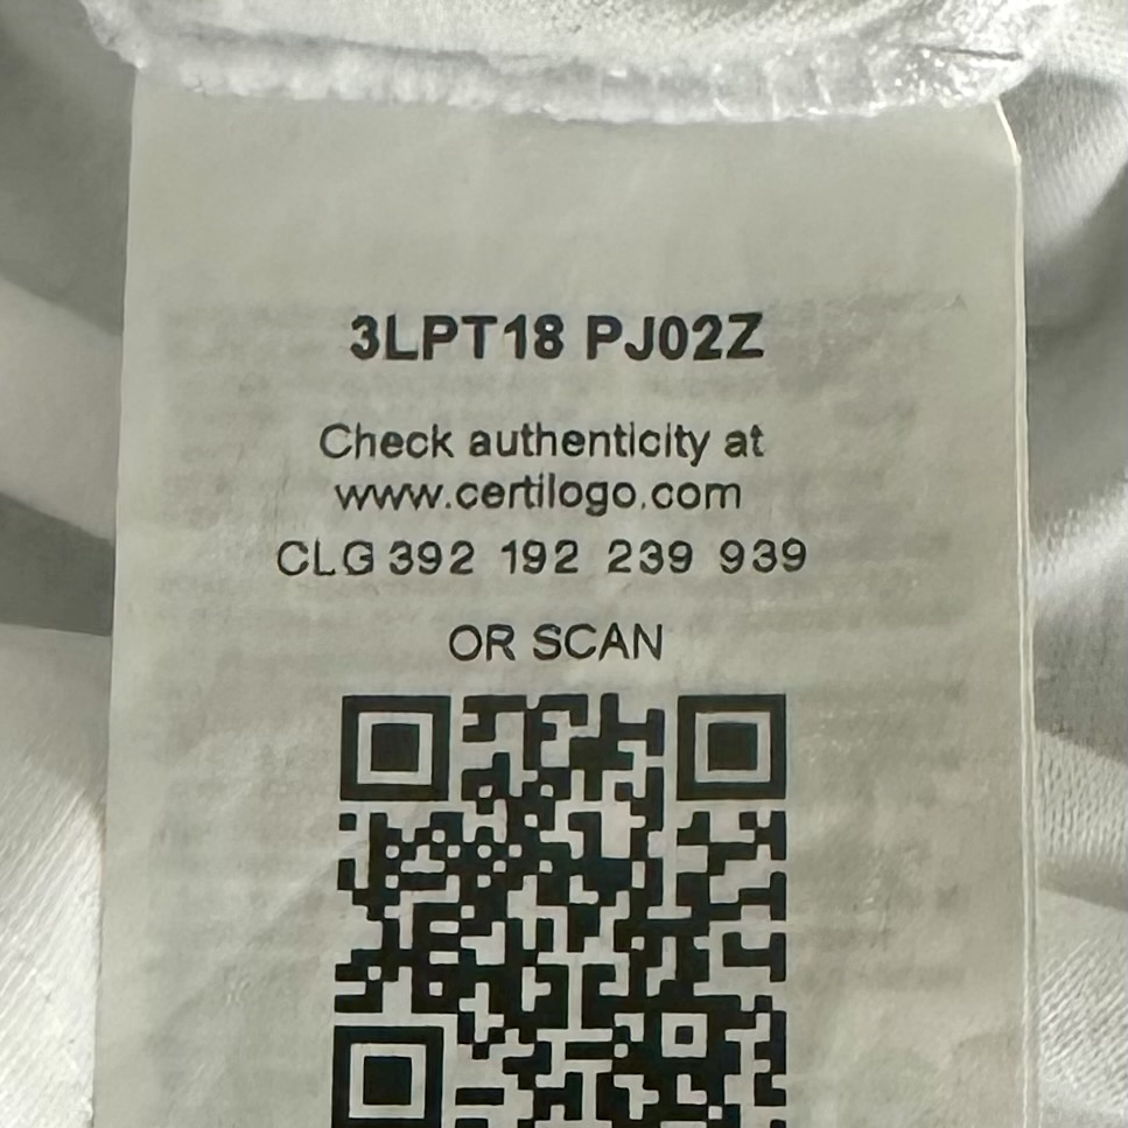 3LPT18 PJ02Z
Check authenticity at
www.certilogo.com
CLG 392 192 239 939
OR SCAN